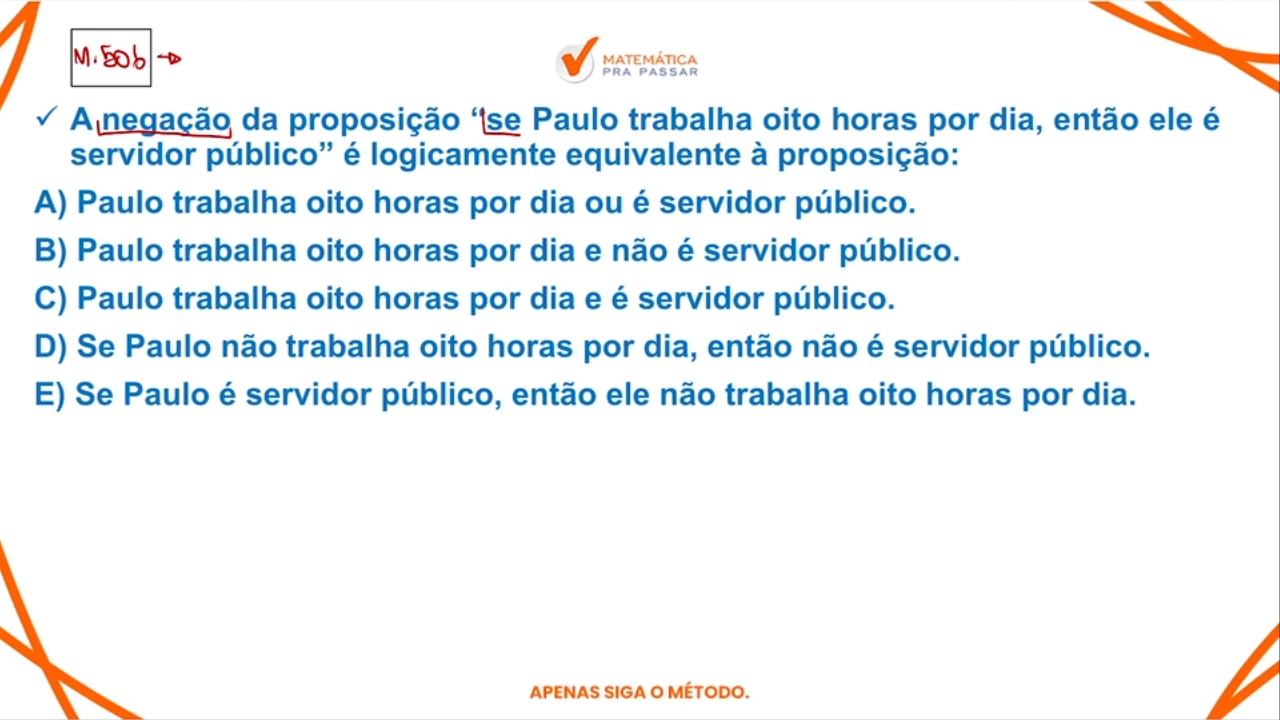 M.50b →
MATEMÁTICA
PRA PASSAR
✓ A negação da proposição “se Paulo trabalha oito horas por dia, então ele é
servidor público” é logicamente equivalente à proposição:
A) Paulo trabalha oito horas por dia ou é servidor público.
B) Paulo trabalha oito horas por dia e não é servidor público.
C) Paulo trabalha oito horas por dia e é servidor público.
D) Se Paulo não trabalha oito horas por dia, então não é servidor público.
E) Se Paulo é servidor público, então ele não trabalha oito horas por dia.
APENAS SIGA O MÉTODO.